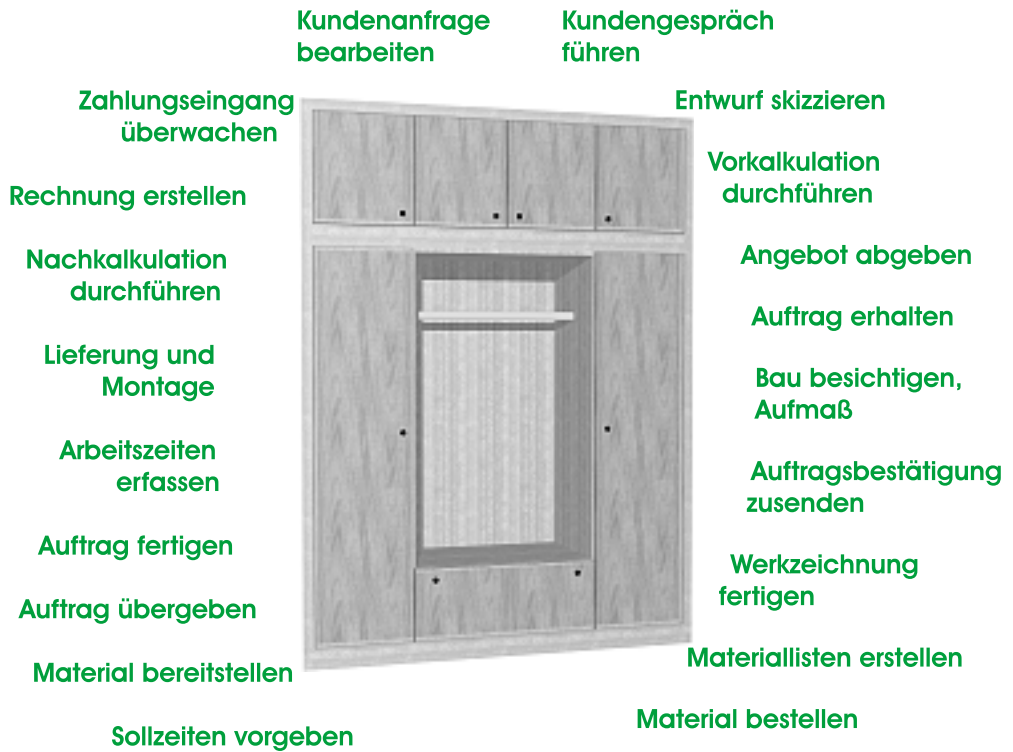 Kundenanfrage
bearbeiten
Kundengespräch
führen
Entwurf skizzieren
Vorkalkulation
durchführen
Angebot abgeben
Auftrag erhalten
Bau besichtigen,
Aufmaß
Auftragsbestätigung
zusenden
Werkzeichnung
fertigen
Materiallisten erstellen
Material bestellen
Sollzeiten vorgeben
Material bereitstellen
Auftrag übergeben
Auftrag fertigen
Arbeitszeiten
erfassen
Lieferung und
Montage
Nachkalkulation
durchführen
Rechnung erstellen
Zahlungseingang
überwachen